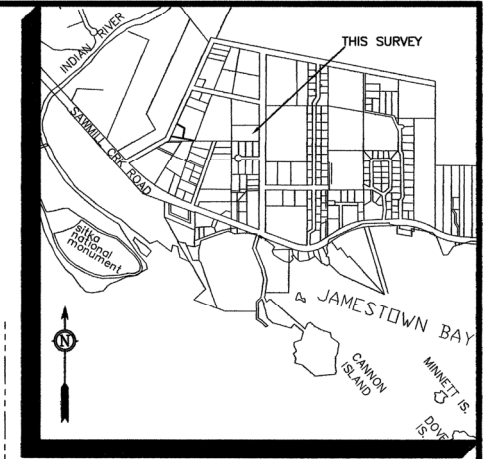 THIS SURVEY
INDIAN RIVER
SAWMILL CRK ROAD
sitka
national
monument
JAMESTOWN BAY
N
CANNON
ISLAND
MINNETT IS.
DOVE
IS.